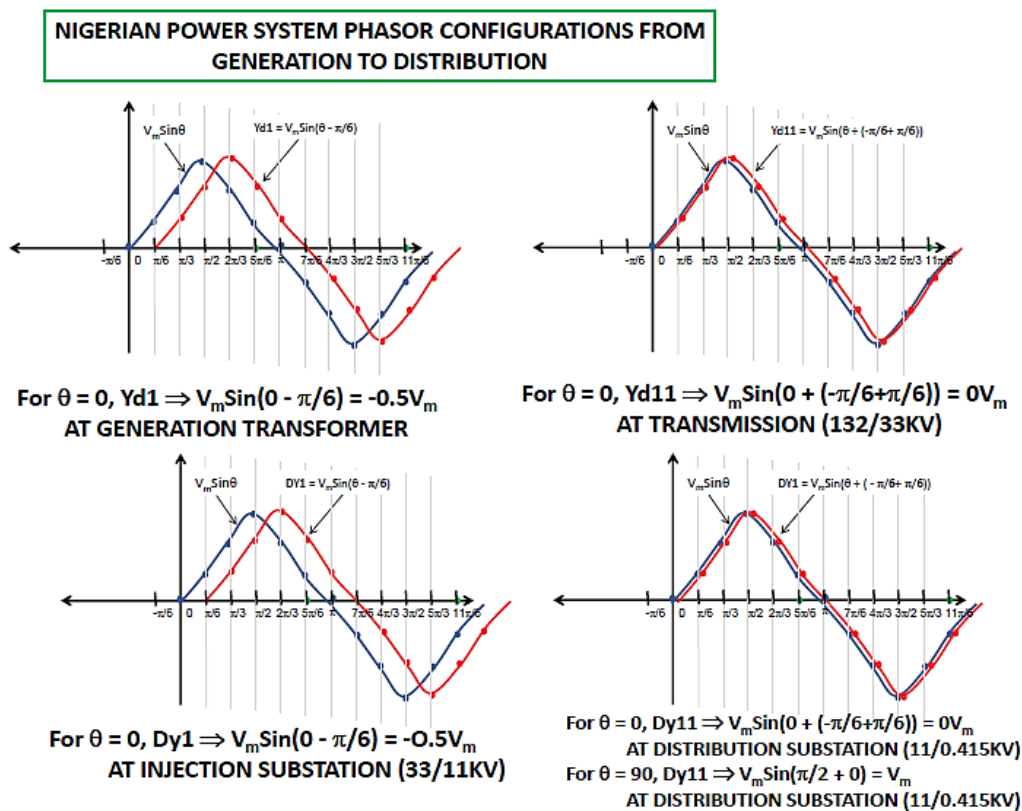 NIGERIAN POWER SYSTEM PHASOR CONFIGURATIONS FROM
GENERATION TO DISTRIBUTION
VₘSinθ
Yd1 = VₘSin(θ - π/6)
-π/6 0 π/6 π/3 π/2 2π/3 5π/6 π 7π/6 4π/3 3π/2 5π/3 11π/6
For θ = 0, Yd1 ⇒ VₘSin(0 - π/6) = -0.5Vₘ
AT GENERATION TRANSFORMER
VₘSinθ
Yd11 = VₘSin(θ + (-π/6+ π/6))
-π/6 0 π/6 π/3 π/2 2π/3 5π/6 π 7π/6 4π/3 3π/2 5π/3 11π/6
For θ = 0, Yd11 ⇒ VₘSin(0 + (-π/6+π/6)) = 0Vₘ
AT TRANSMISSION (132/33KV)
VₘSinθ
DY1 = VₘSin(θ - π/6)
-π/6 0 π/6 π/3 π/2 2π/3 5π/6 π 7π/6 4π/3 3π/2 5π/3 11π/6
For θ = 0, Dy1 ⇒ VₘSin(0 - π/6) = -O.5Vₘ
AT INJECTION SUBSTATION (33/11KV)
VₘSinθ
DY1 = VₘSin(θ + ( - π/6+ π/6))
-π/6 0 π/6 π/3 π/2 2π/3 5π/6 π 7π/6 4π/3 3π/2 5π/3 11π/6
For θ = 0, Dy11 ⇒ VₘSin(0 + (-π/6+π/6)) = 0Vₘ
AT DISTRIBUTION SUBSTATION (11/0.415KV)
For θ = 90, Dy11 ⇒ VₘSin(π/2 + 0) = Vₘ
AT DISTRIBUTION SUBSTATION (11/0.415KV)